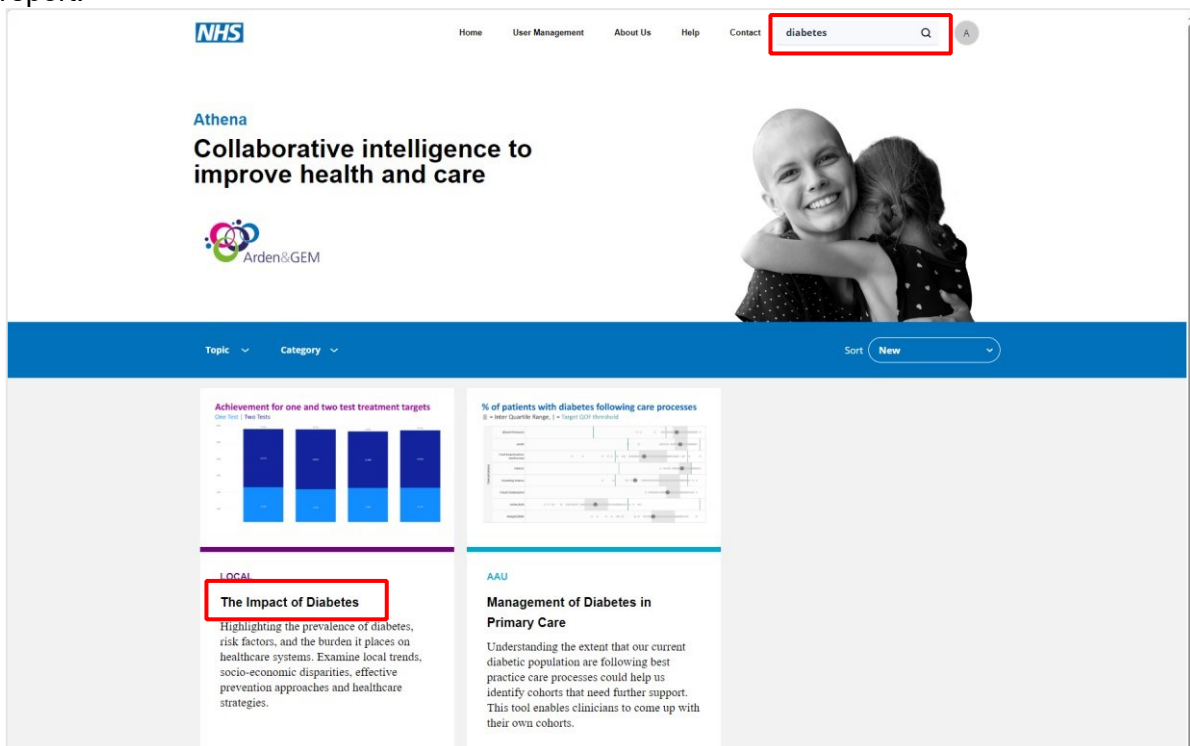 report.
NHS
Home User Management About Us Help Contact diabetes A
Athena
Collaborative intelligence to
improve health and care
Arden&GEM
Topic Category Sort New
Achievement for one and two test treatment targets
One Test | Two Tests
% of patients with diabetes following care processes
= Inter Quartile Range, | = Target QOF threshold
LOCAL
The Impact of Diabetes
Highlighting the prevalence of diabetes,
risk factors, and the burden it places on
healthcare systems. Examine local trends,
socio-economic disparities, effective
prevention approaches and healthcare
strategies.
AAU
Management of Diabetes in
Primary Care
Understanding the extent that our current
diabetic population are following best
practice care processes could help us
identify cohorts that need further support.
This tool enables clinicians to come up with
their own cohorts.